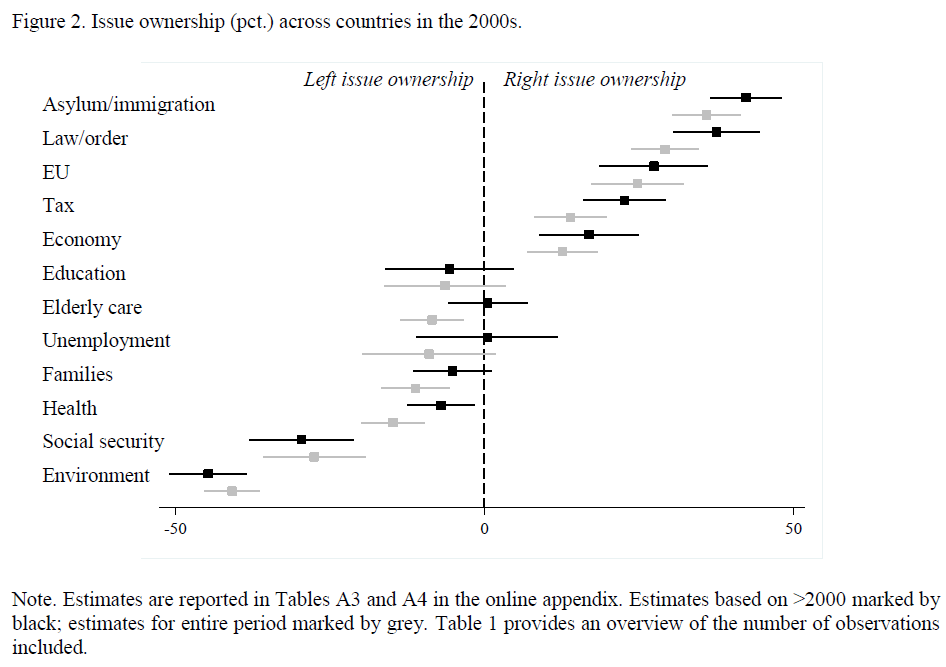 Figure 2. Issue ownership (pct.) across countries in the 2000s.
Left issue ownership
Right issue ownership
Asylum/immigration
Law/order
EU
Tax
Economy
Education
Elderly care
Unemployment
Families
Health
Social security
Environment
-50
0
50
Note. Estimates are reported in Tables A3 and A4 in the online appendix. Estimates based on >2000 marked by
black; estimates for entire period marked by grey. Table 1 provides an overview of the number of observations
included.